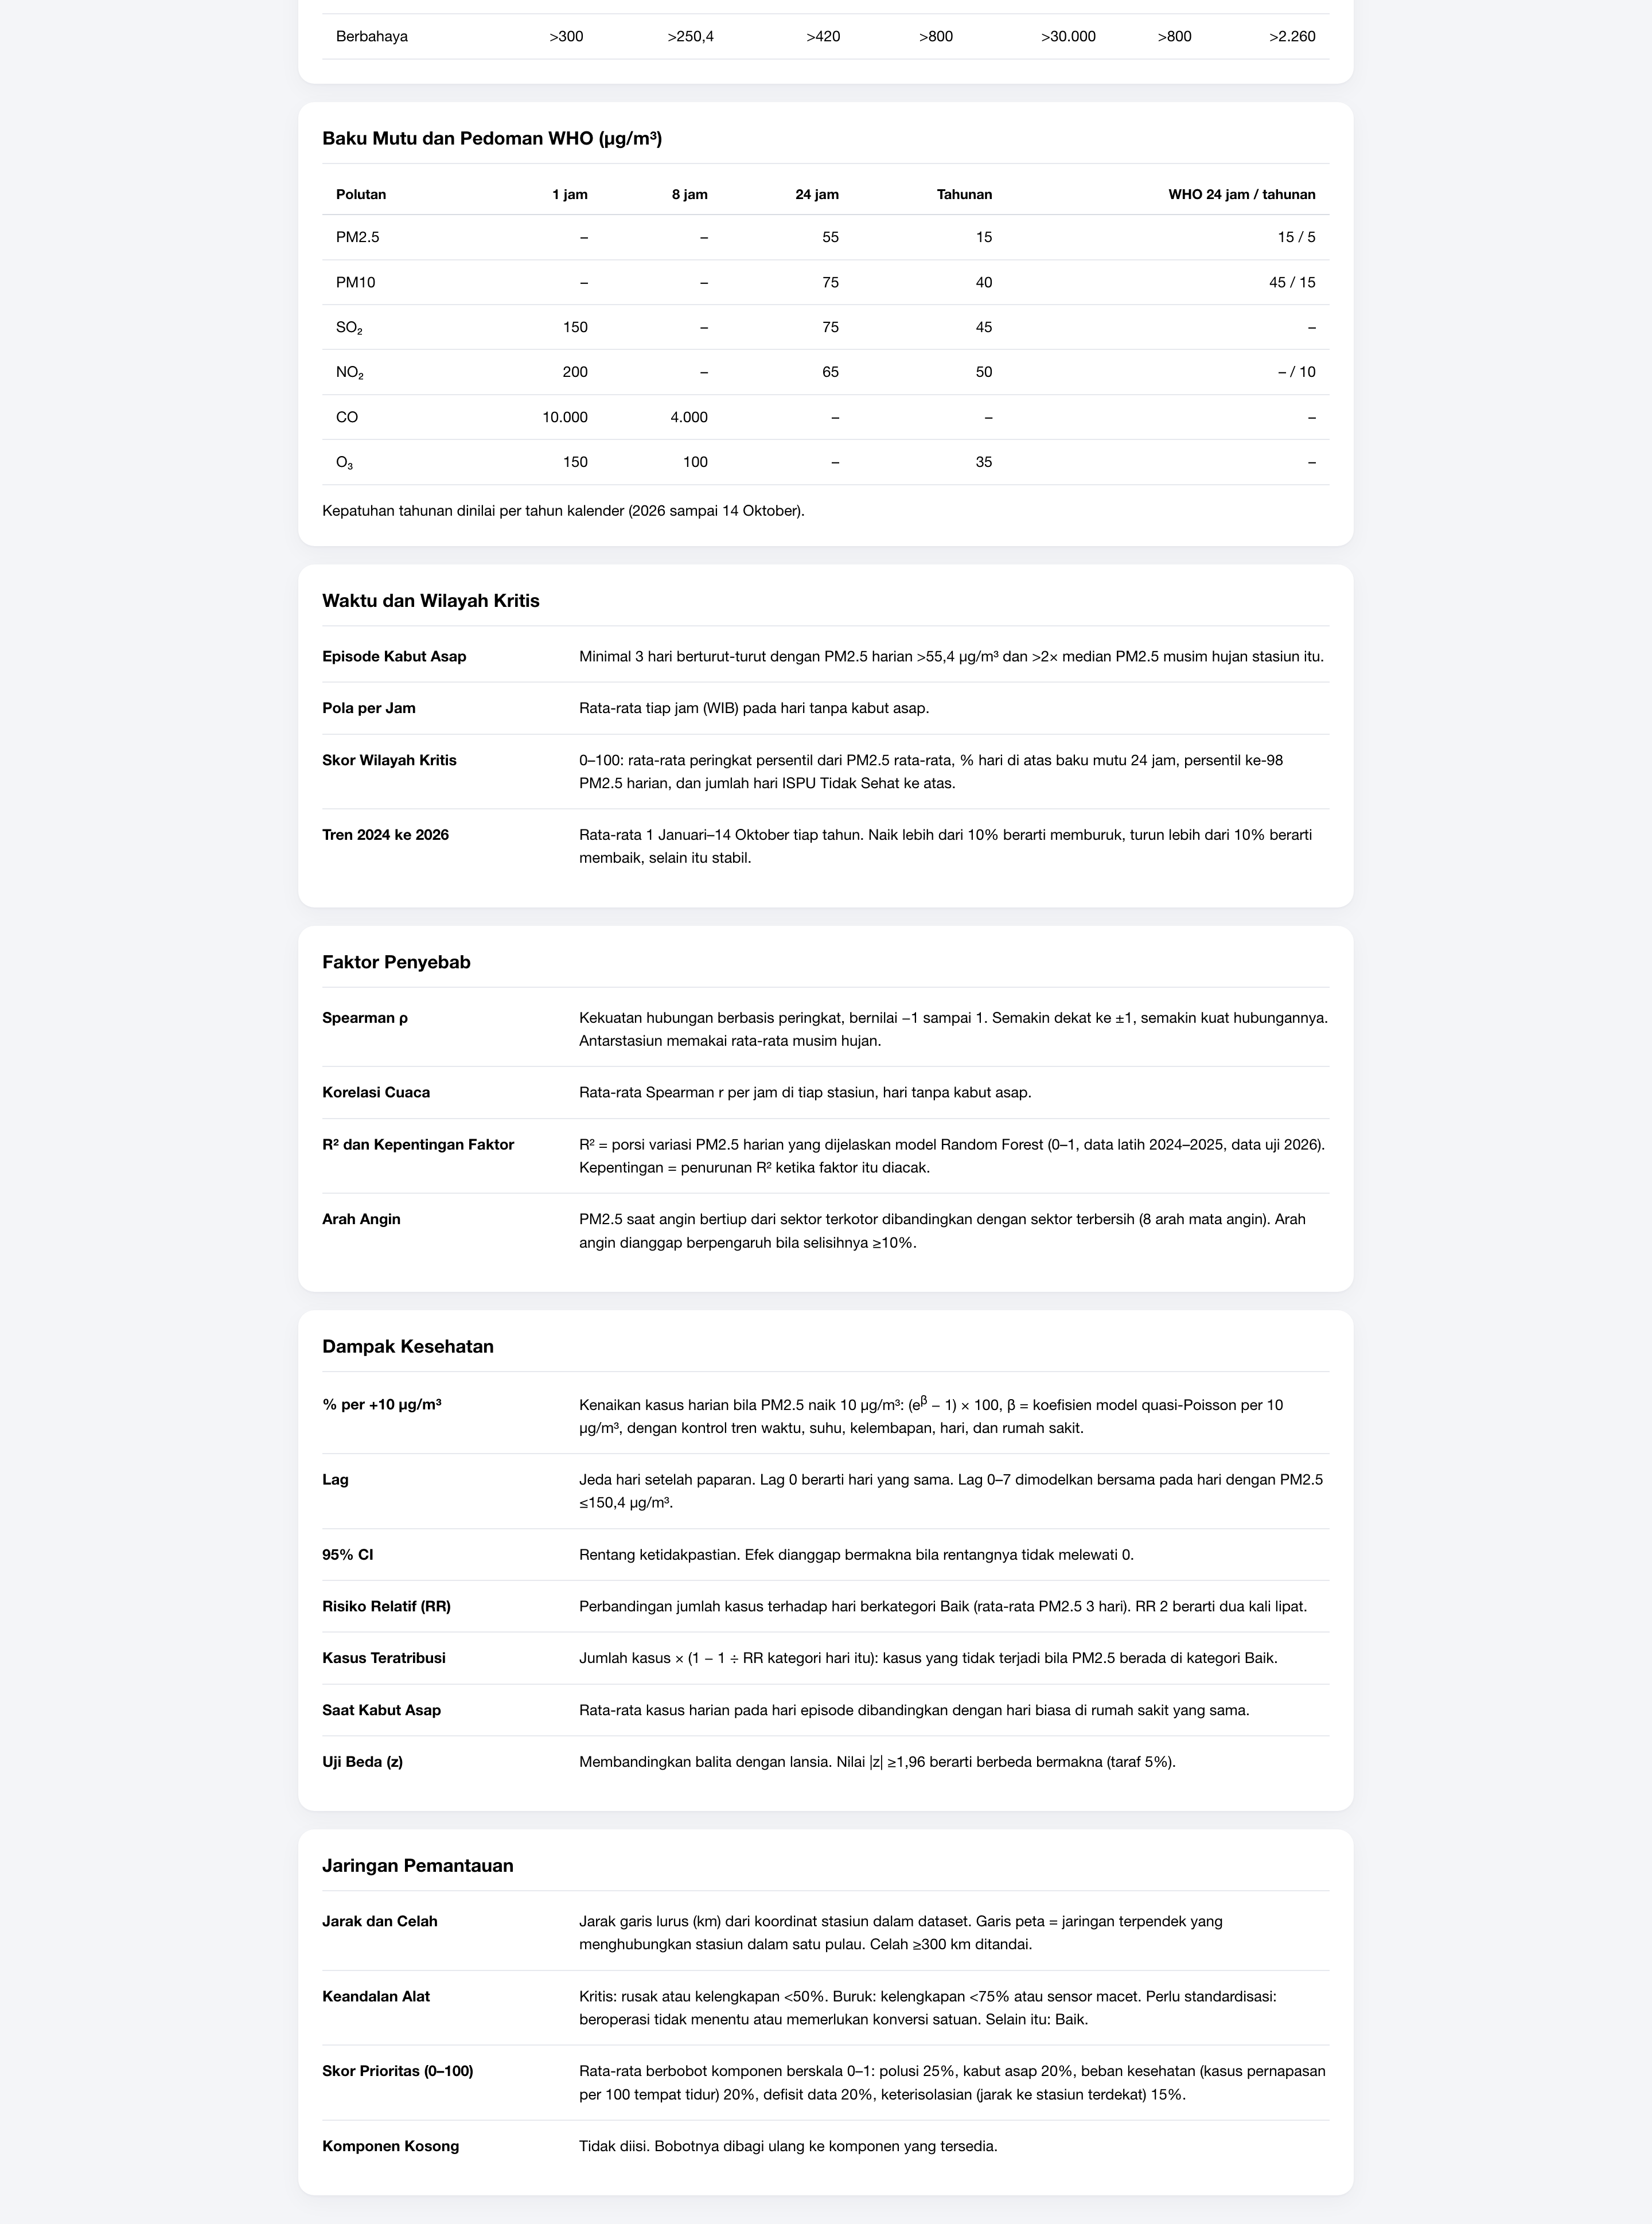 Berbahaya >300 >250,4 >420 >800 >30.000 >800 >2.260
Baku Mutu dan Pedoman WHO (µg/m³)
Polutan 1 jam 8 jam 24 jam Tahunan WHO 24 jam / tahunan
PM2.5 – – 55 15 15 / 5
PM10 – – 75 40 45 / 15
SO₂ 150 – 75 45 –
NO₂ 200 – 65 50 – / 10
CO 10.000 4.000 – – –
O₃ 150 100 – 35 –
Kepatuhan tahunan dinilai per tahun kalender (2026 sampai 14 Oktober).
Waktu dan Wilayah Kritis
Episode Kabut Asap Minimal 3 hari berturut-turut dengan PM2.5 harian >55,4 µg/m³ dan >2× median PM2.5 musim hujan stasiun itu.
Pola per Jam Rata-rata tiap jam (WIB) pada hari tanpa kabut asap.
Skor Wilayah Kritis 0–100: rata-rata peringkat persentil dari PM2.5 rata-rata, % hari di atas baku mutu 24 jam, persentil ke-98
PM2.5 harian, dan jumlah hari ISPU Tidak Sehat ke atas.
Tren 2024 ke 2026 Rata-rata 1 Januari–14 Oktober tiap tahun. Naik lebih dari 10% berarti memburuk, turun lebih dari 10% berarti
membaik, selain itu stabil.
Faktor Penyebab
Spearman ρ Kekuatan hubungan berbasis peringkat, bernilai −1 sampai 1. Semakin dekat ke ±1, semakin kuat hubungannya.
Antarstasiun memakai rata-rata musim hujan.
Korelasi Cuaca Rata-rata Spearman r per jam di tiap stasiun, hari tanpa kabut asap.
R² dan Kepentingan Faktor R² = porsi variasi PM2.5 harian yang dijelaskan model Random Forest (0–1, data latih 2024–2025, data uji 2026).
Kepentingan = penurunan R² ketika faktor itu diacak.
Arah Angin PM2.5 saat angin bertiup dari sektor terkotor dibandingkan dengan sektor terbersih (8 arah mata angin). Arah
angin dianggap berpengaruh bila selisihnya ≥10%.
Dampak Kesehatan
% per +10 µg/m³ Kenaikan kasus harian bila PM2.5 naik 10 µg/m³: (e^β − 1) × 100, β = koefisien model quasi-Poisson per 10
µg/m³, dengan kontrol tren waktu, suhu, kelembapan, hari, dan rumah sakit.
Lag Jeda hari setelah paparan. Lag 0 berarti hari yang sama. Lag 0–7 dimodelkan bersama pada hari dengan PM2.5
≤150,4 µg/m³.
95% CI Rentang ketidakpastian. Efek dianggap bermakna bila rentangnya tidak melewati 0.
Risiko Relatif (RR) Perbandingan jumlah kasus terhadap hari berkategori Baik (rata-rata PM2.5 3 hari). RR 2 berarti dua kali lipat.
Kasus Teratribusi Jumlah kasus × (1 − 1 ÷ RR kategori hari itu): kasus yang tidak terjadi bila PM2.5 berada di kategori Baik.
Saat Kabut Asap Rata-rata kasus harian pada hari episode dibandingkan dengan hari biasa di rumah sakit yang sama.
Uji Beda (z) Membandingkan balita dengan lansia. Nilai |z| ≥1,96 berarti berbeda bermakna (taraf 5%).
Jaringan Pemantauan
Jarak dan Celah Jarak garis lurus (km) dari koordinat stasiun dalam dataset. Garis peta = jaringan terpendek yang
menghubungkan stasiun dalam satu pulau. Celah ≥300 km ditandai.
Keandalan Alat Kritis: rusak atau kelengkapan <50%. Buruk: kelengkapan <75% atau sensor macet. Perlu standardisasi:
beroperasi tidak menentu atau memerlukan konversi satuan. Selain itu: Baik.
Skor Prioritas (0–100) Rata-rata berbobot komponen berskala 0–1: polusi 25%, kabut asap 20%, beban kesehatan (kasus pernapasan
per 100 tempat tidur) 20%, defisit data 20%, keterisolasian (jarak ke stasiun terdekat) 15%.
Komponen Kosong Tidak diisi. Bobotnya dibagi ulang ke komponen yang tersedia.